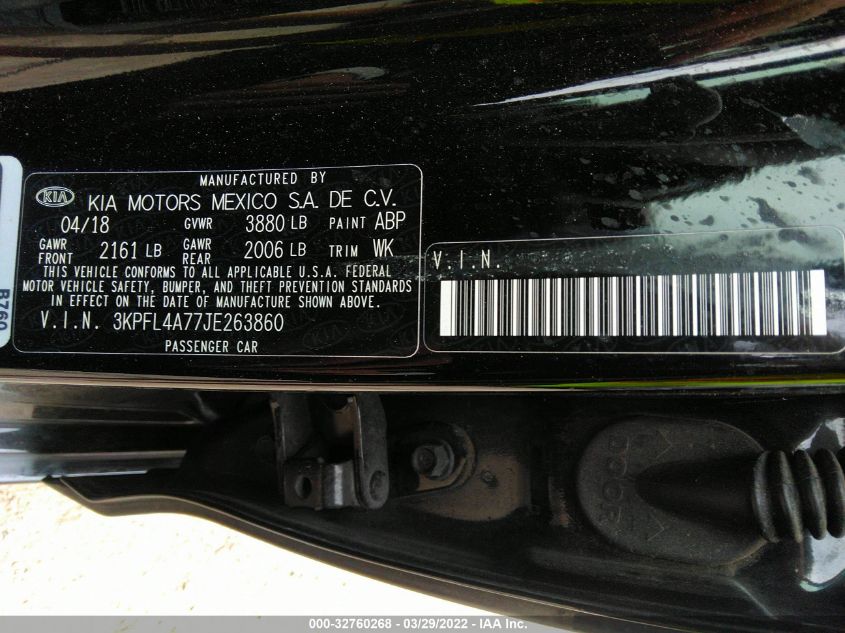 MANUFACTURED BY
KIA KIA MOTORS MEXICO S.A. DE C.V.
04/18 GVWR 3880 LB PAINT ABP
GAWR FRONT 2161 LB GAWR REAR 2006 LB TRIM WK
THIS VEHICLE CONFORMS TO ALL APPLICABLE U.S.A. FEDERAL
MOTOR VEHICLE SAFETY, BUMPER, AND THEFT PREVENTION STANDARDS
IN EFFECT ON THE DATE OF MANUFACTURE SHOWN ABOVE.
V.I.N. 3KPFL4A77JE263860
PASSENGER CAR
V.I.N.
B760
DOOR
000-32760268 - 03/29/2022 - IAA Inc.